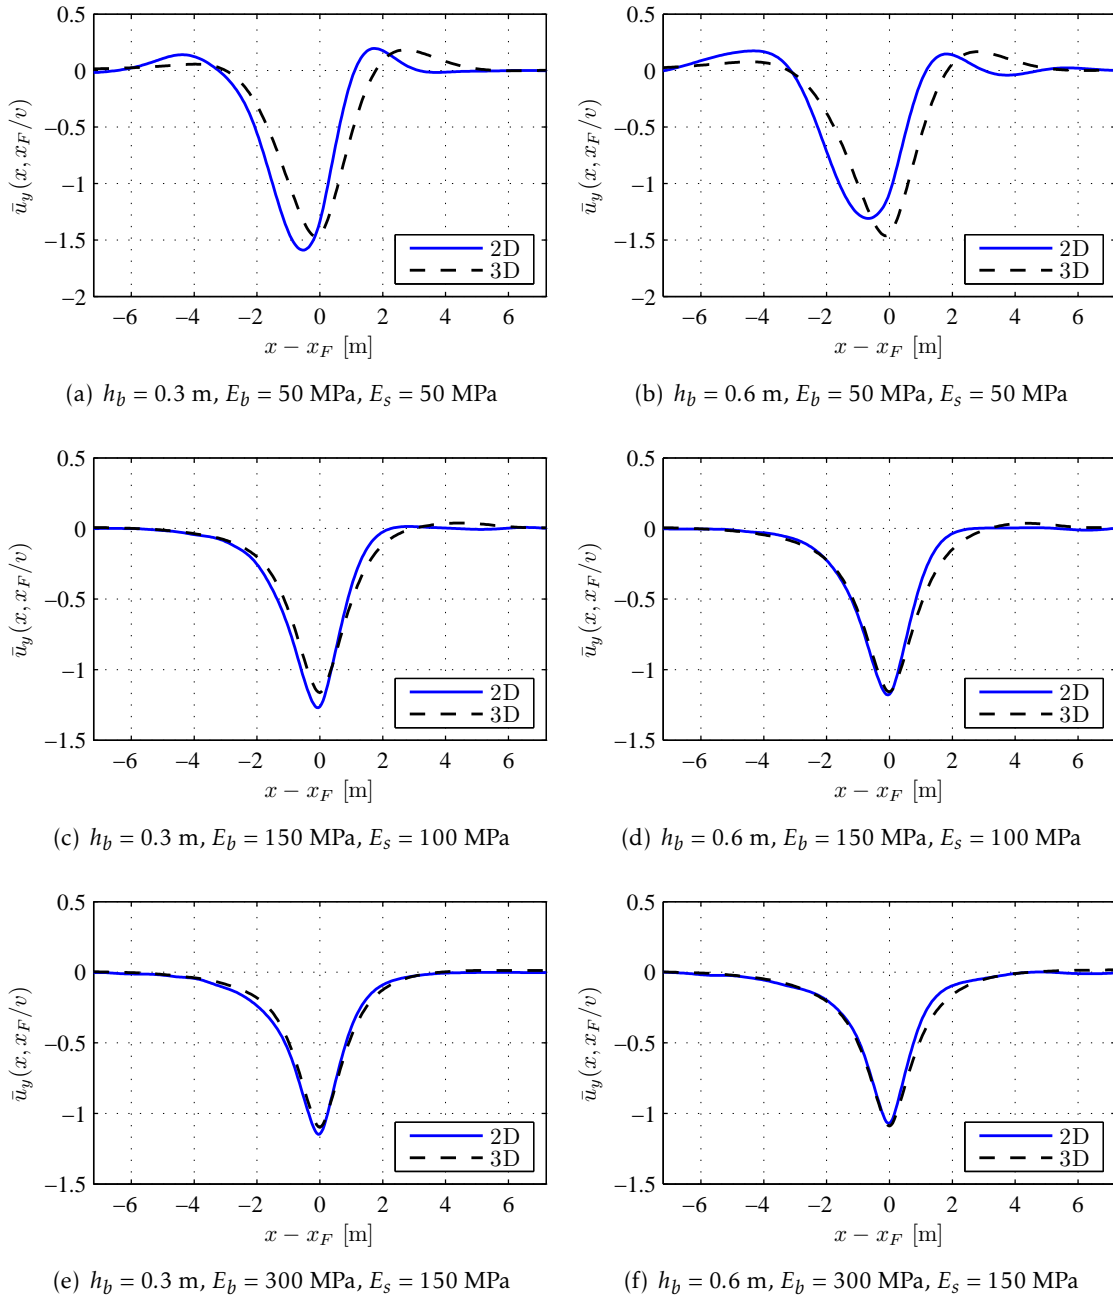 0.5
0
−0.5
−1
−1.5
−2
ū_y(x, x_F/v)
−6 −4 −2 0 2 4 6
x − x_F [m]
2D
3D
(a) h_b = 0.3 m, E_b = 50 MPa, E_s = 50 MPa
0.5
0
−0.5
−1
−1.5
−2
ū_y(x, x_F/v)
−6 −4 −2 0 2 4 6
x − x_F [m]
2D
3D
(b) h_b = 0.6 m, E_b = 50 MPa, E_s = 50 MPa
0.5
0
−0.5
−1
−1.5
ū_y(x, x_F/v)
−6 −4 −2 0 2 4 6
x − x_F [m]
2D
3D
(c) h_b = 0.3 m, E_b = 150 MPa, E_s = 100 MPa
0.5
0
−0.5
−1
−1.5
ū_y(x, x_F/v)
−6 −4 −2 0 2 4 6
x − x_F [m]
2D
3D
(d) h_b = 0.6 m, E_b = 150 MPa, E_s = 100 MPa
0.5
0
−0.5
−1
−1.5
ū_y(x, x_F/v)
−6 −4 −2 0 2 4 6
x − x_F [m]
2D
3D
(e) h_b = 0.3 m, E_b = 300 MPa, E_s = 150 MPa
0.5
0
−0.5
−1
−1.5
ū_y(x, x_F/v)
−6 −4 −2 0 2 4 6
x − x_F [m]
2D
3D
(f) h_b = 0.6 m, E_b = 300 MPa, E_s = 150 MPa